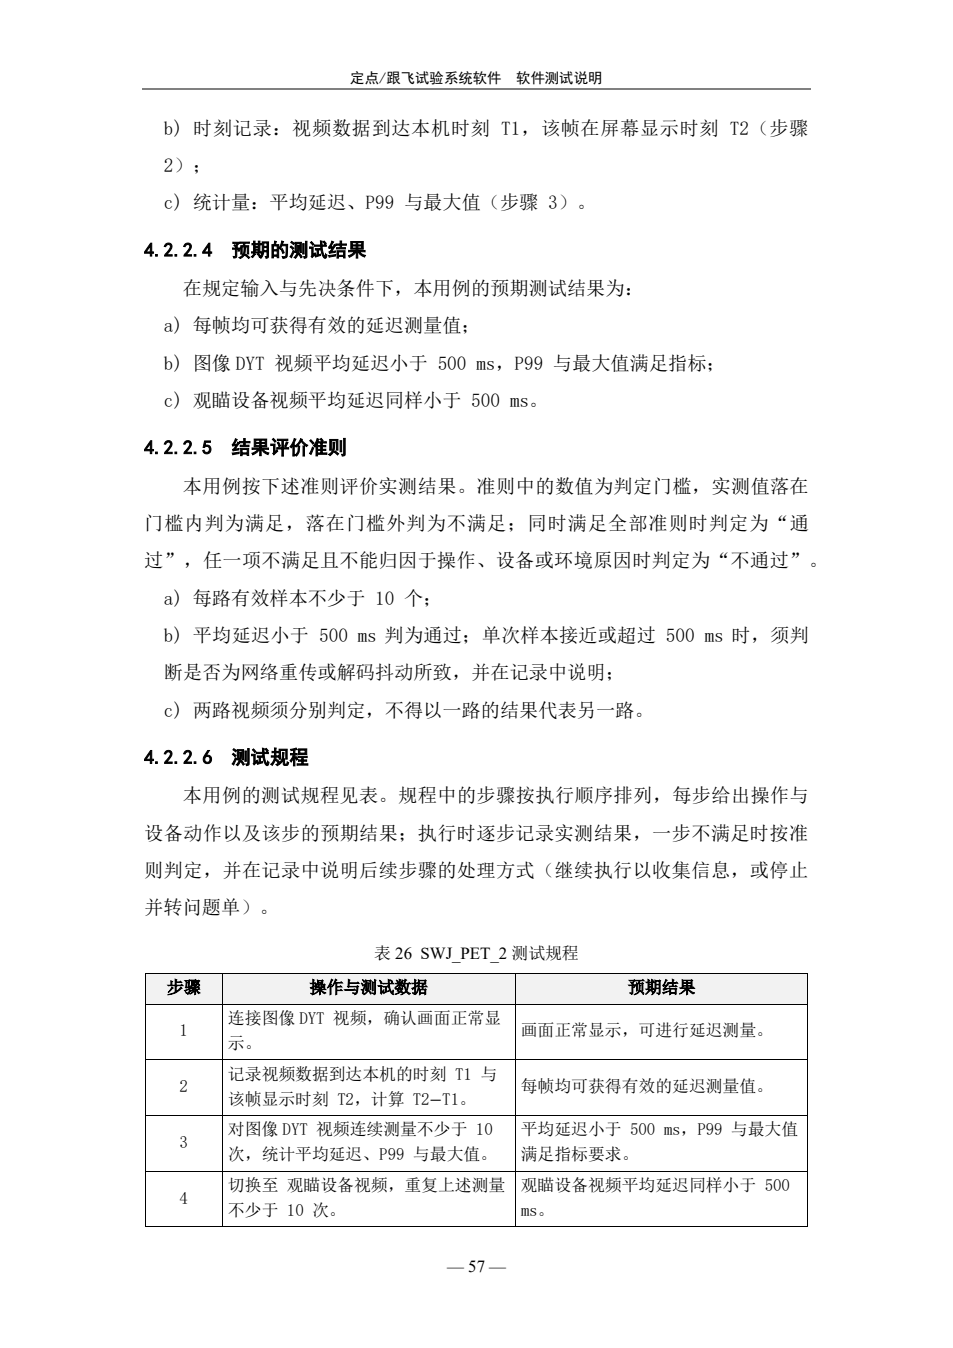 定点/跟飞试验系统软件　软件测试说明
b) 时刻记录：视频数据到达本机时刻 T1，该帧在屏幕显示时刻 T2（步骤
2）；
c) 统计量：平均延迟、P99 与最大值（步骤 3）。
4.2.2.4 预期的测试结果
在规定输入与先决条件下，本用例的预期测试结果为：
a) 每帧均可获得有效的延迟测量值；
b) 图像 DYT 视频平均延迟小于 500 ms，P99 与最大值满足指标；
c) 观瞄设备视频平均延迟同样小于 500 ms。
4.2.2.5 结果评价准则
本用例按下述准则评价实测结果。准则中的数值为判定门槛，实测值落在
门槛内判为满足，落在门槛外判为不满足；同时满足全部准则时判定为“通
过”，任一项不满足且不能归因于操作、设备或环境原因时判定为“不通过”。
a) 每路有效样本不少于 10 个；
b) 平均延迟小于 500 ms 判为通过；单次样本接近或超过 500 ms 时，须判
断是否为网络重传或解码抖动所致，并在记录中说明；
c) 两路视频须分别判定，不得以一路的结果代表另一路。
4.2.2.6 测试规程
本用例的测试规程见表。规程中的步骤按执行顺序排列，每步给出操作与
设备动作以及该步的预期结果；执行时逐步记录实测结果，一步不满足时按准
则判定，并在记录中说明后续步骤的处理方式（继续执行以收集信息，或停止
并转问题单）。
表 26 SWJ_PET_2 测试规程
步骤 操作与测试数据 预期结果
1 连接图像 DYT 视频，确认画面正常显
示。 画面正常显示，可进行延迟测量。
2 记录视频数据到达本机的时刻 T1 与
该帧显示时刻 T2，计算 T2—T1。 每帧均可获得有效的延迟测量值。
3 对图像 DYT 视频连续测量不少于 10
次，统计平均延迟、P99 与最大值。 平均延迟小于 500 ms，P99 与最大值
满足指标要求。
4 切换至 观瞄设备视频，重复上述测量
不少于 10 次。 观瞄设备视频平均延迟同样小于 500
ms。
— 57 —